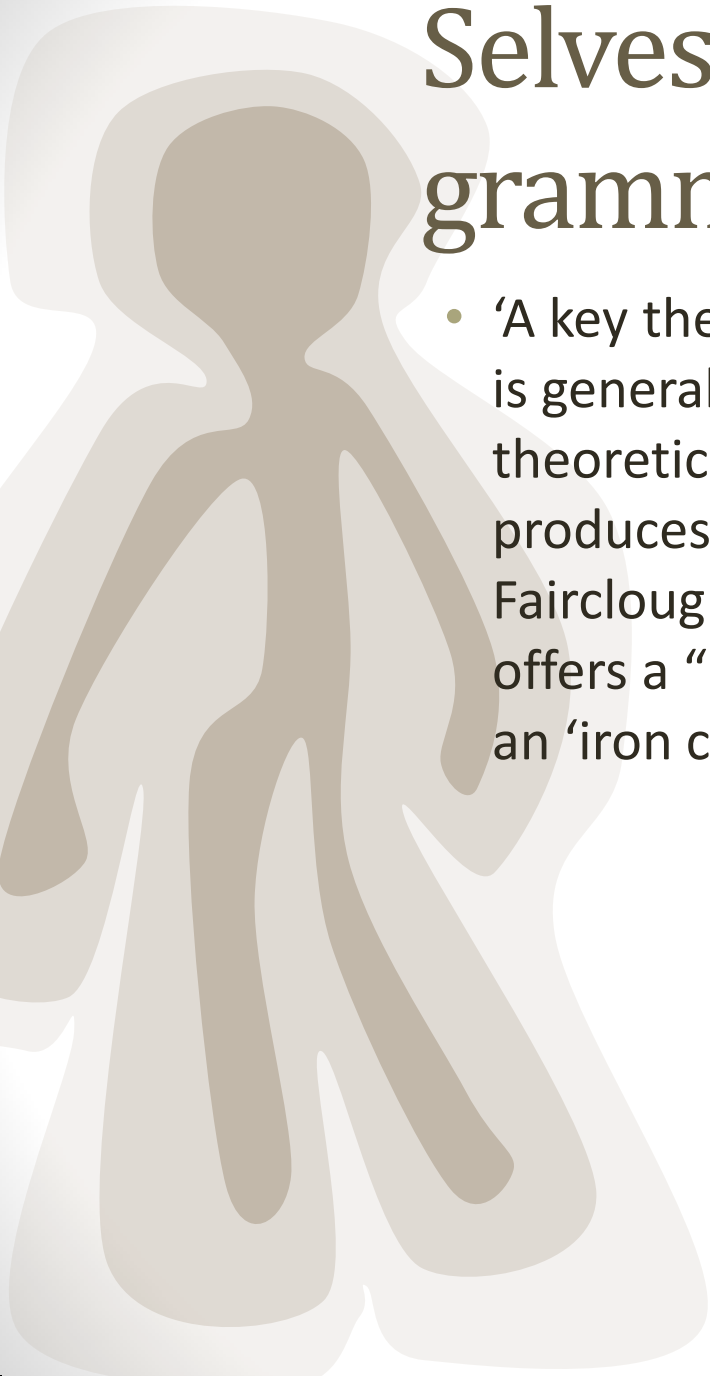 Selves
gramm
• ‘A key the
is general
theoretic
produces
Faircloug
offers a “
an ‘iron c